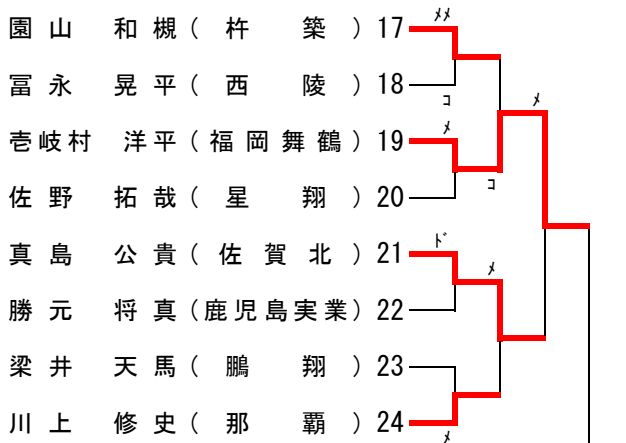 ﾒﾒ
園山 和槻（ 杵 築 ）17
冨永 晃平（ 西 陵 ）18
ｺ ﾒ
ﾒ
壱岐村 洋平（福岡舞鶴）19
ｺ
佐野 拓哉（ 星 翔 ）20
ﾄﾞ
真島 公貴（ 佐賀北 ）21
ﾒ
勝元 将真（鹿児島実業）22
梁井 天馬（ 鵬 翔 ）23
川上 修史（ 那 覇 ）24
ﾒ